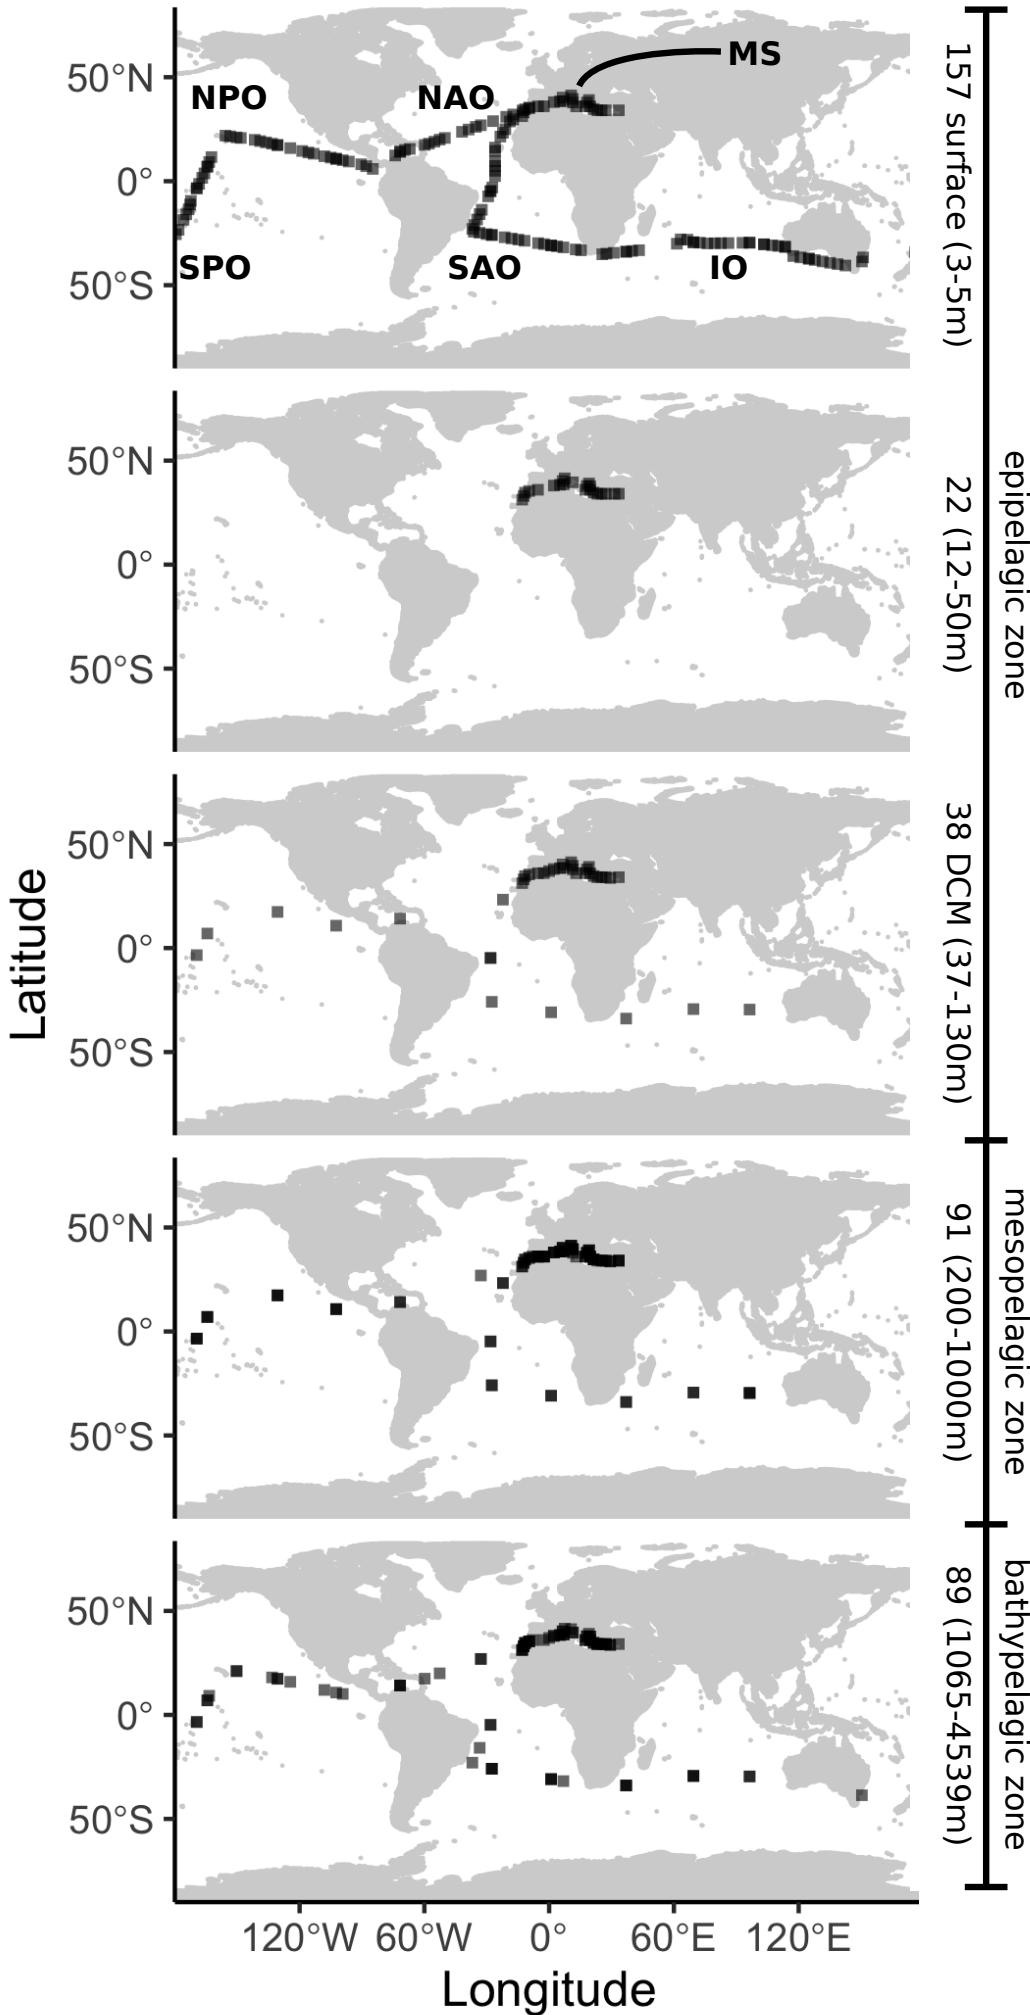 MS
50°N
NPO
NAO
0°
SPO
SAO
IO
50°S
157 surface (3-5m)
50°N
0°
50°S
22 (12-50m)
epipelagic zone
50°N
0°
50°S
38 DCM (37-130m)
Latitude
50°N
0°
50°S
91 (200-1000m)
mesopelagic zone
50°N
0°
50°S
89 (1065-4539m)
bathypelagic zone
120°W 60°W 0° 60°E 120°E
Longitude